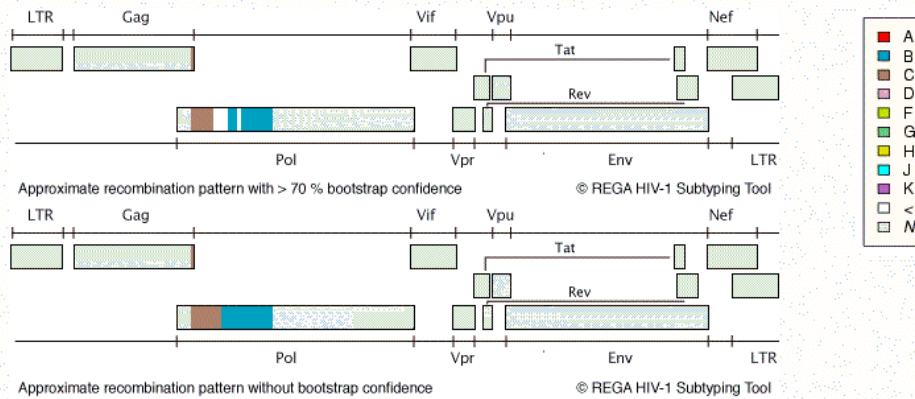 LTR Gag Vif Vpu Nef
Tat
Rev
Pol Vpr Env LTR
Approximate recombination pattern with > 70 % bootstrap confidence © REGA HIV-1 Subtyping Tool
LTR Gag Vif Vpu Nef
Tat
Rev
Pol Vpr Env LTR
Approximate recombination pattern without bootstrap confidence © REGA HIV-1 Subtyping Tool
A
B
C
D
F
G
H
J
K
<